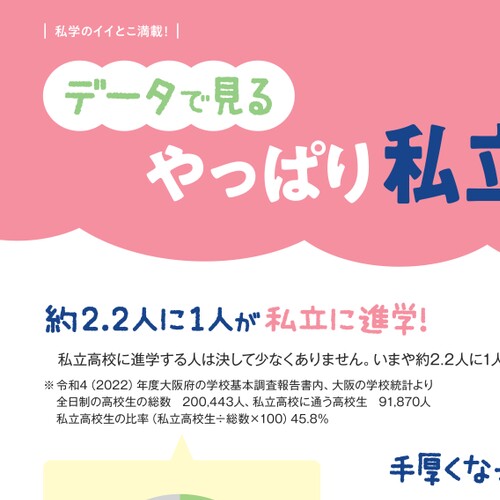 私学のイイとこ満載!
データで見る
やっぱり私立
約2.2人に1人が私立に進学!
私立高校に進学する人は決して少なくありません。いまや約2.2人に1人
※令和4(2022)年度大阪府の学校基本調査報告書内、大阪の学校統計より
全日制の高校生の総数 200,443人、私立高校に通う高校生 91,870人
私立高校生の比率(私立高校生÷総数×100)45.8%
手厚くなっ